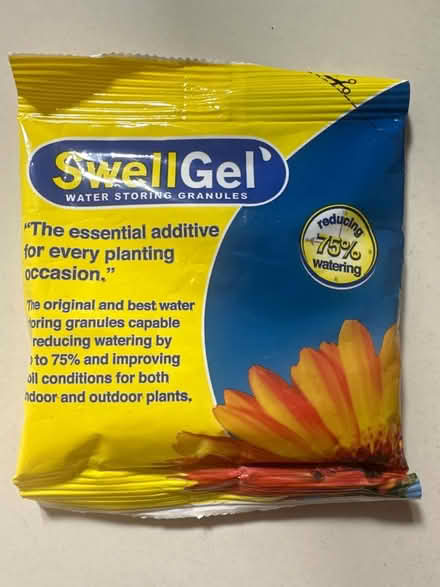 SwellGel
WATER STORING GRANULES
"The essential additive
for every planting
occasion."
reducing
75%
watering
The original and best water
oring granules capable
reducing watering by
to 75% and improving
oil conditions for both
ndoor and outdoor plants.